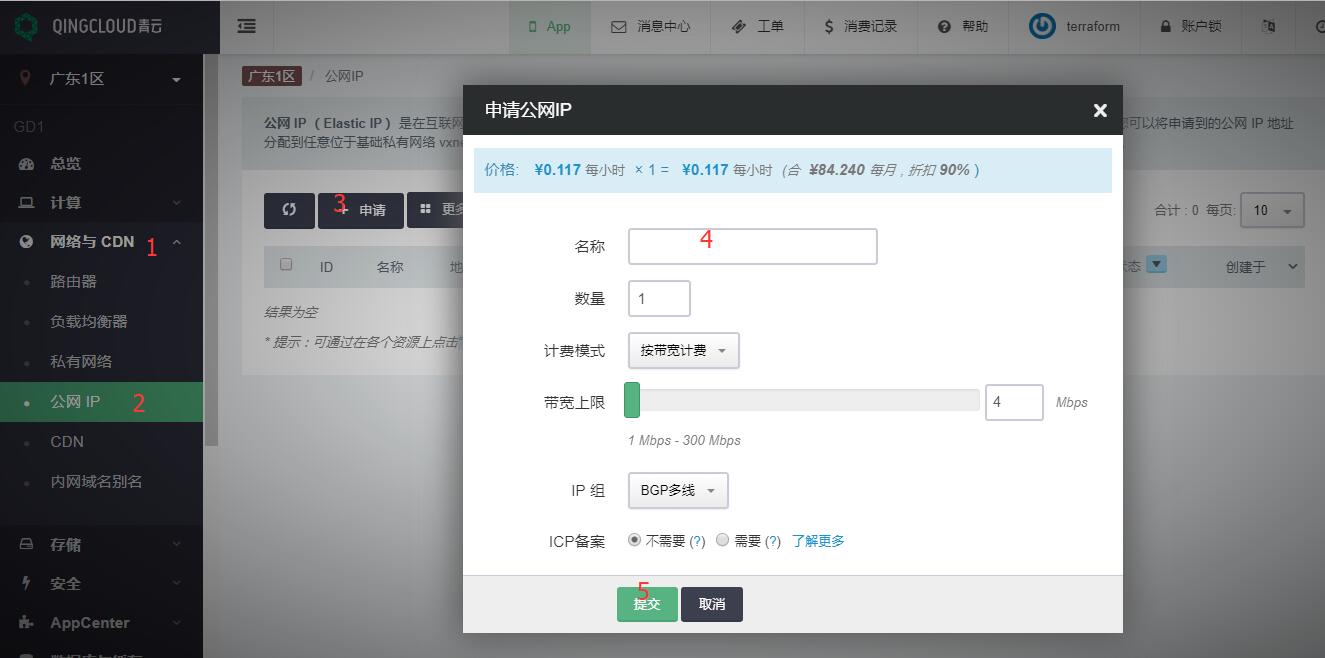 QINGCLOUD青云
App
消息中心
工单
$ 消费记录
帮助
terraform
账户锁
广东1区
GD1
总览
计算
网络与 CDN 1
路由器
负载均衡器
私有网络
公网 IP 2
CDN
内网域名别名
存储
安全
AppCenter
广东1区 / 公网IP
公网 IP（ Elastic IP ）是在互联网
您可以将申请到的公网 IP 地址
分配到任意位于基础私有网络
3 申请
更多
合计 : 0 每页: 10
ID 名称
创建于
结果为空
* 提示：可通过在各个资源上点击
申请公网IP
价格: ¥0.117 每小时 × 1 = ¥0.117 每小时 (合 ¥84.240 每月 , 折扣 90% )
名称 4
数量 1
计费模式 按带宽计费
带宽上限 4 Mbps
1 Mbps - 300 Mbps
IP 组 BGP多线
ICP备案 不需要 (?) 需要 (?) 了解更多
5
提交 取消